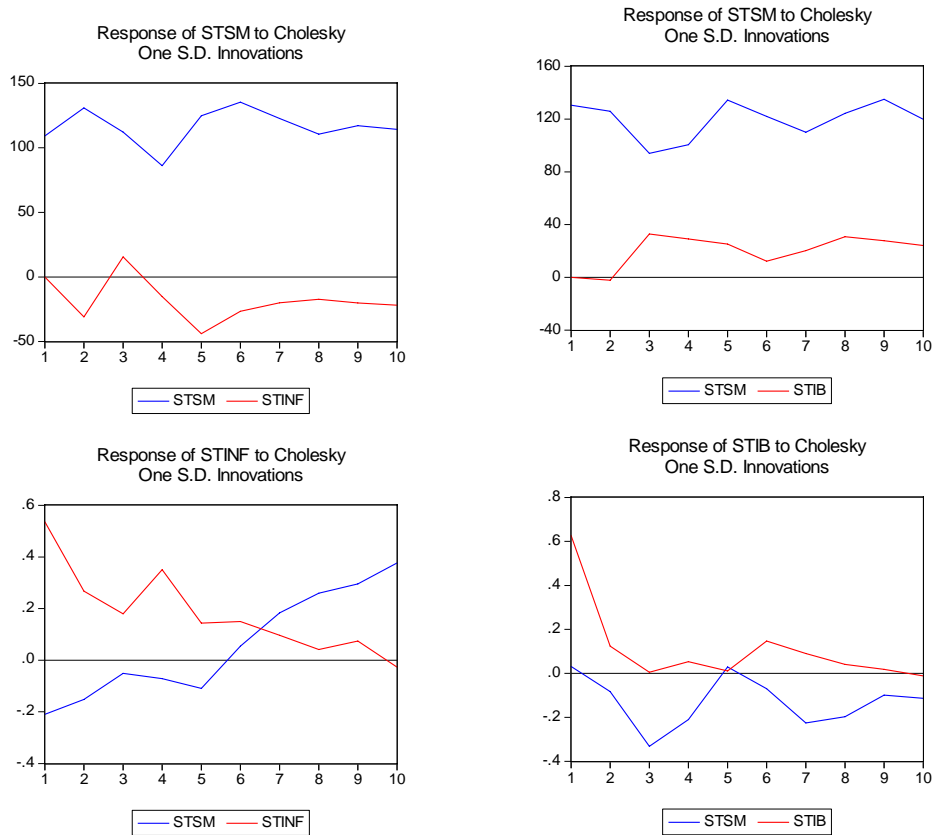 Response of STSM to Cholesky
One S.D. Innovations
150
100
50
0
-50
1 2 3 4 5 6 7 8 9 10
STSM STINF
Response of STSM to Cholesky
One S.D. Innovations
160
120
80
40
0
-40
1 2 3 4 5 6 7 8 9 10
STSM STIB
Response of STINF to Cholesky
One S.D. Innovations
.6
.4
.2
.0
-.2
-.4
1 2 3 4 5 6 7 8 9 10
STSM STINF
Response of STIB to Cholesky
One S.D. Innovations
.8
.6
.4
.2
.0
-.2
-.4
1 2 3 4 5 6 7 8 9 10
STSM STIB